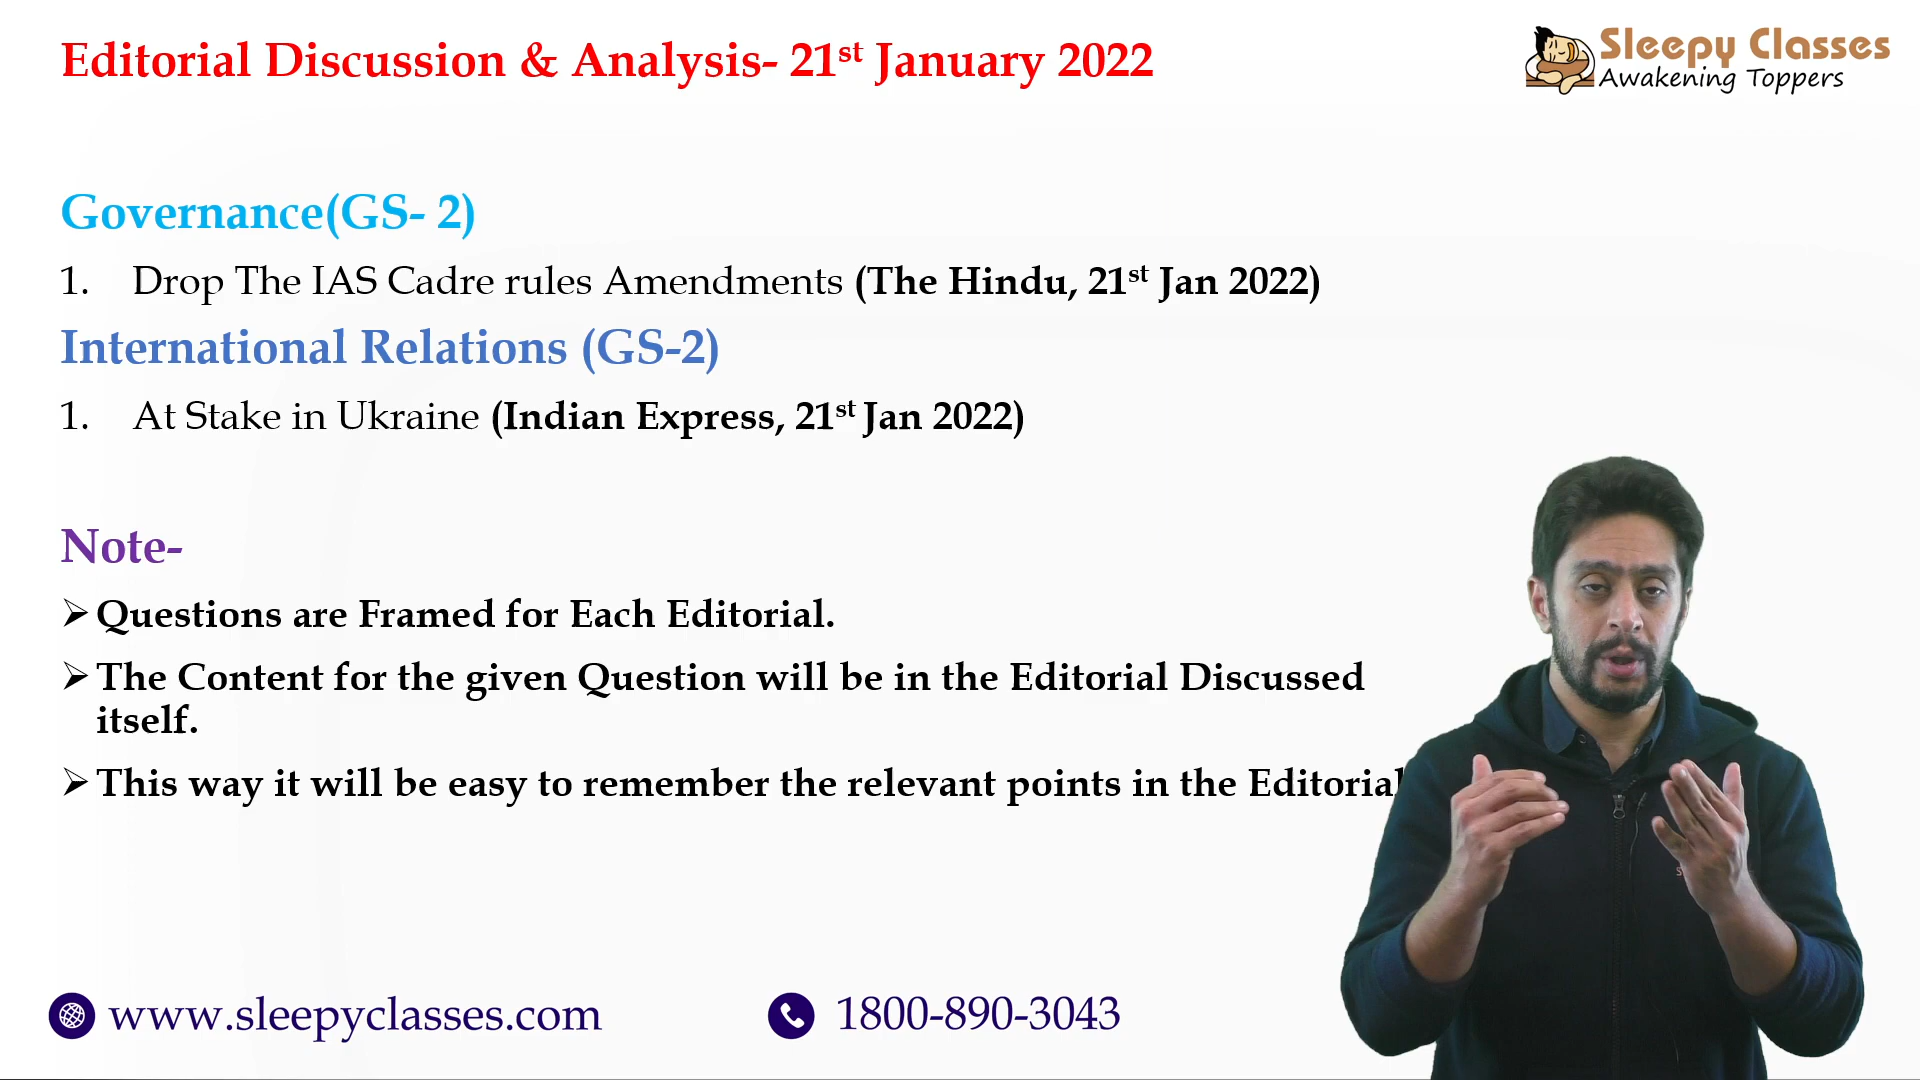 Editorial Discussion & Analysis- 21st January 2022
Sleepy Classes
Awakening Toppers
Governance(GS- 2)
1. Drop The IAS Cadre rules Amendments (The Hindu, 21st Jan 2022)
International Relations (GS-2)
1. At Stake in Ukraine (Indian Express, 21st Jan 2022)
Note-
➢ Questions are Framed for Each Editorial.
➢ The Content for the given Question will be in the Editorial Discussed
itself.
➢ This way it will be easy to remember the relevant points in the Editorial
www.sleepyclasses.com
1800-890-3043